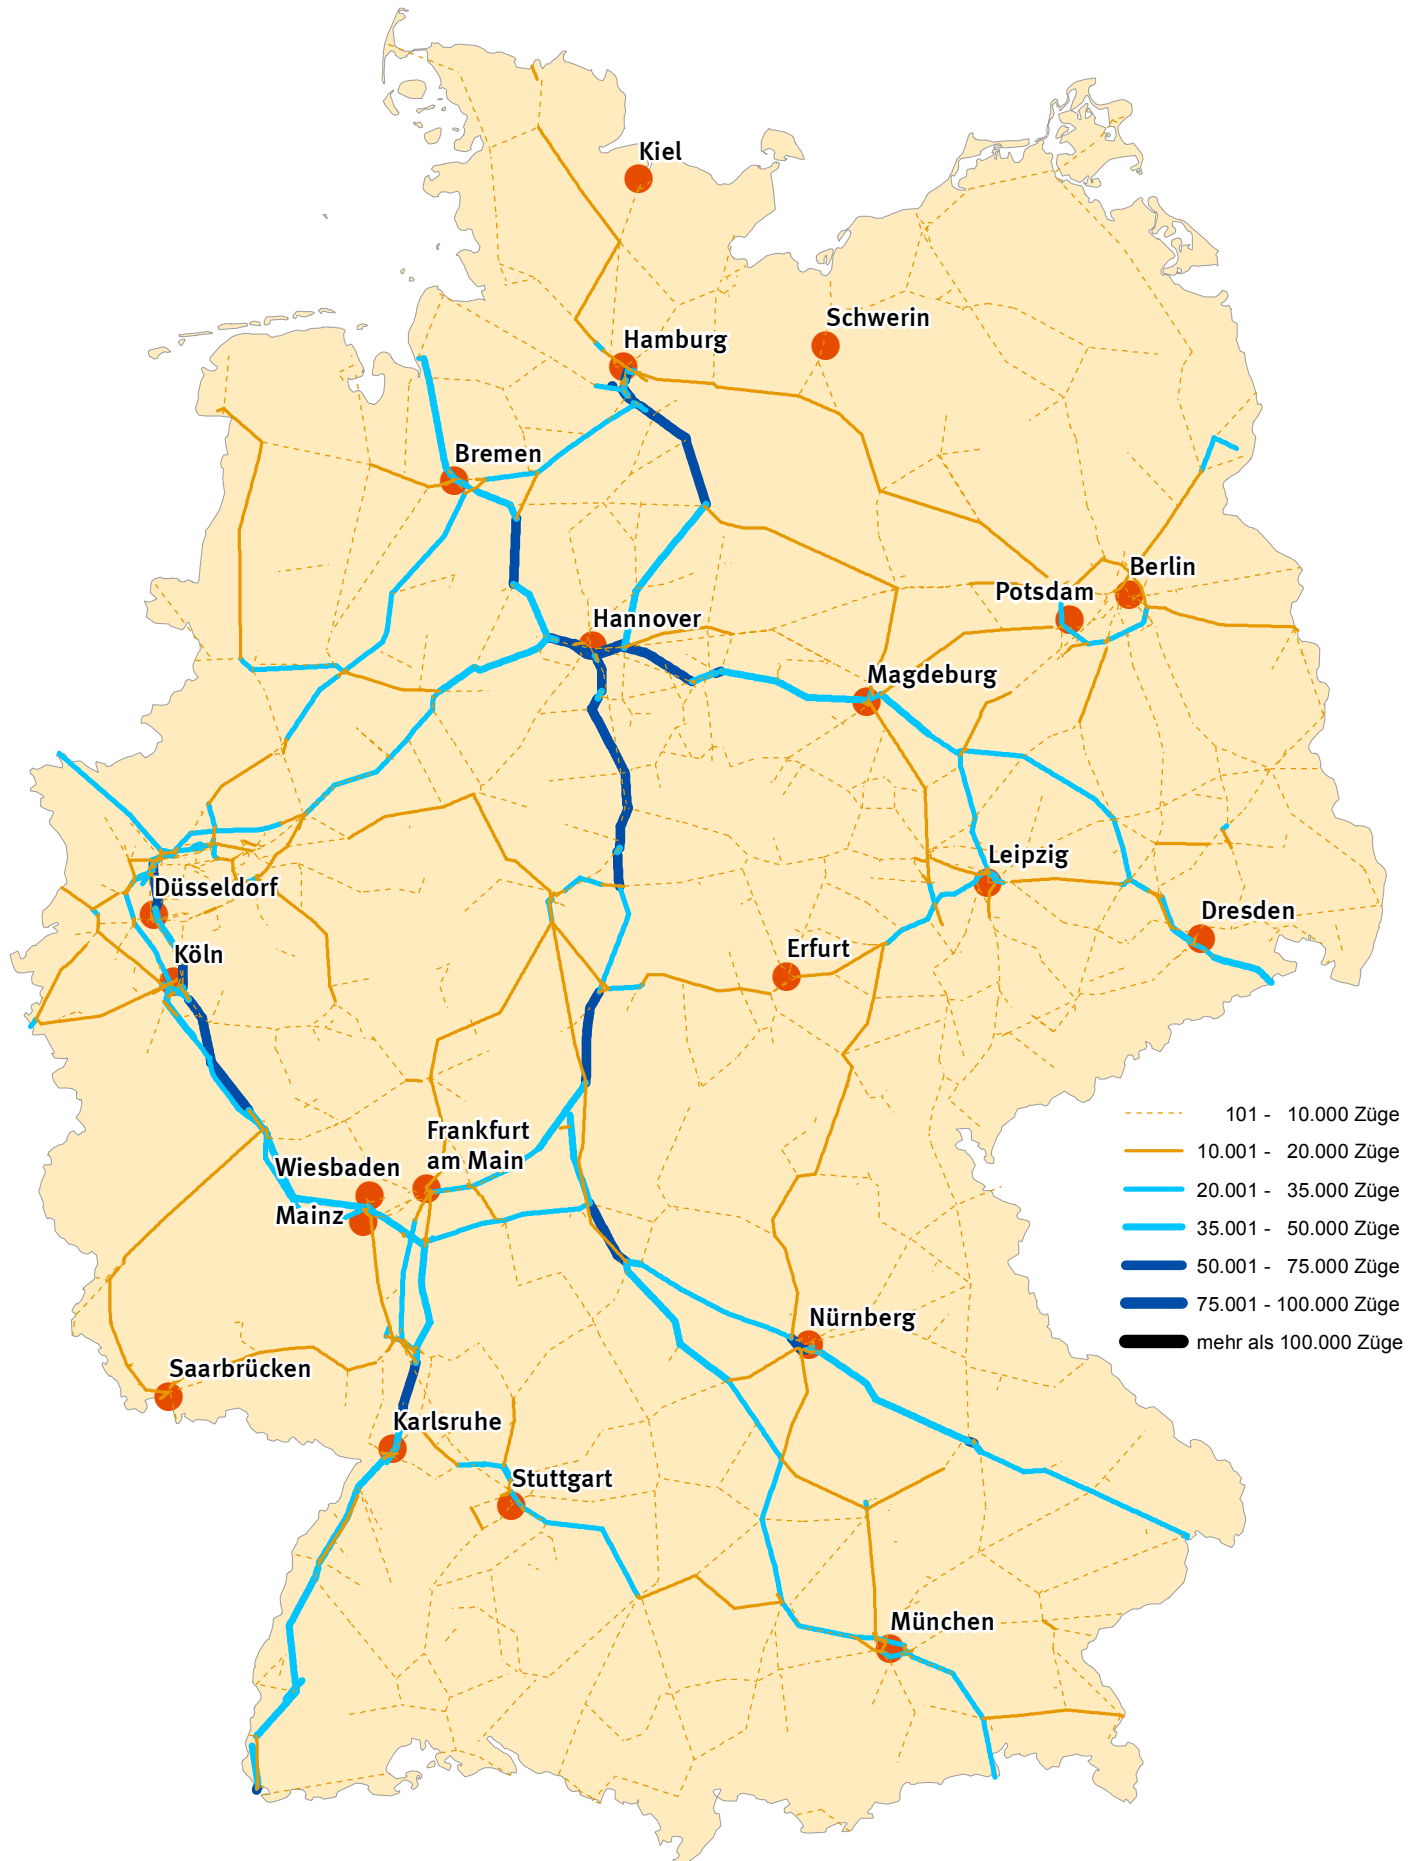 Kiel
Schwerin
Hamburg
Bremen
Berlin
Potsdam
Hannover
Magdeburg
Leipzig
Düsseldorf
Dresden
Köln
Erfurt
101 - 10.000 Züge
10.001 - 20.000 Züge
20.001 - 35.000 Züge
35.001 - 50.000 Züge
50.001 - 75.000 Züge
75.001 - 100.000 Züge
mehr als 100.000 Züge
Frankfurt
am Main
Wiesbaden
Mainz
Nürnberg
Saarbrücken
Karlsruhe
Stuttgart
München